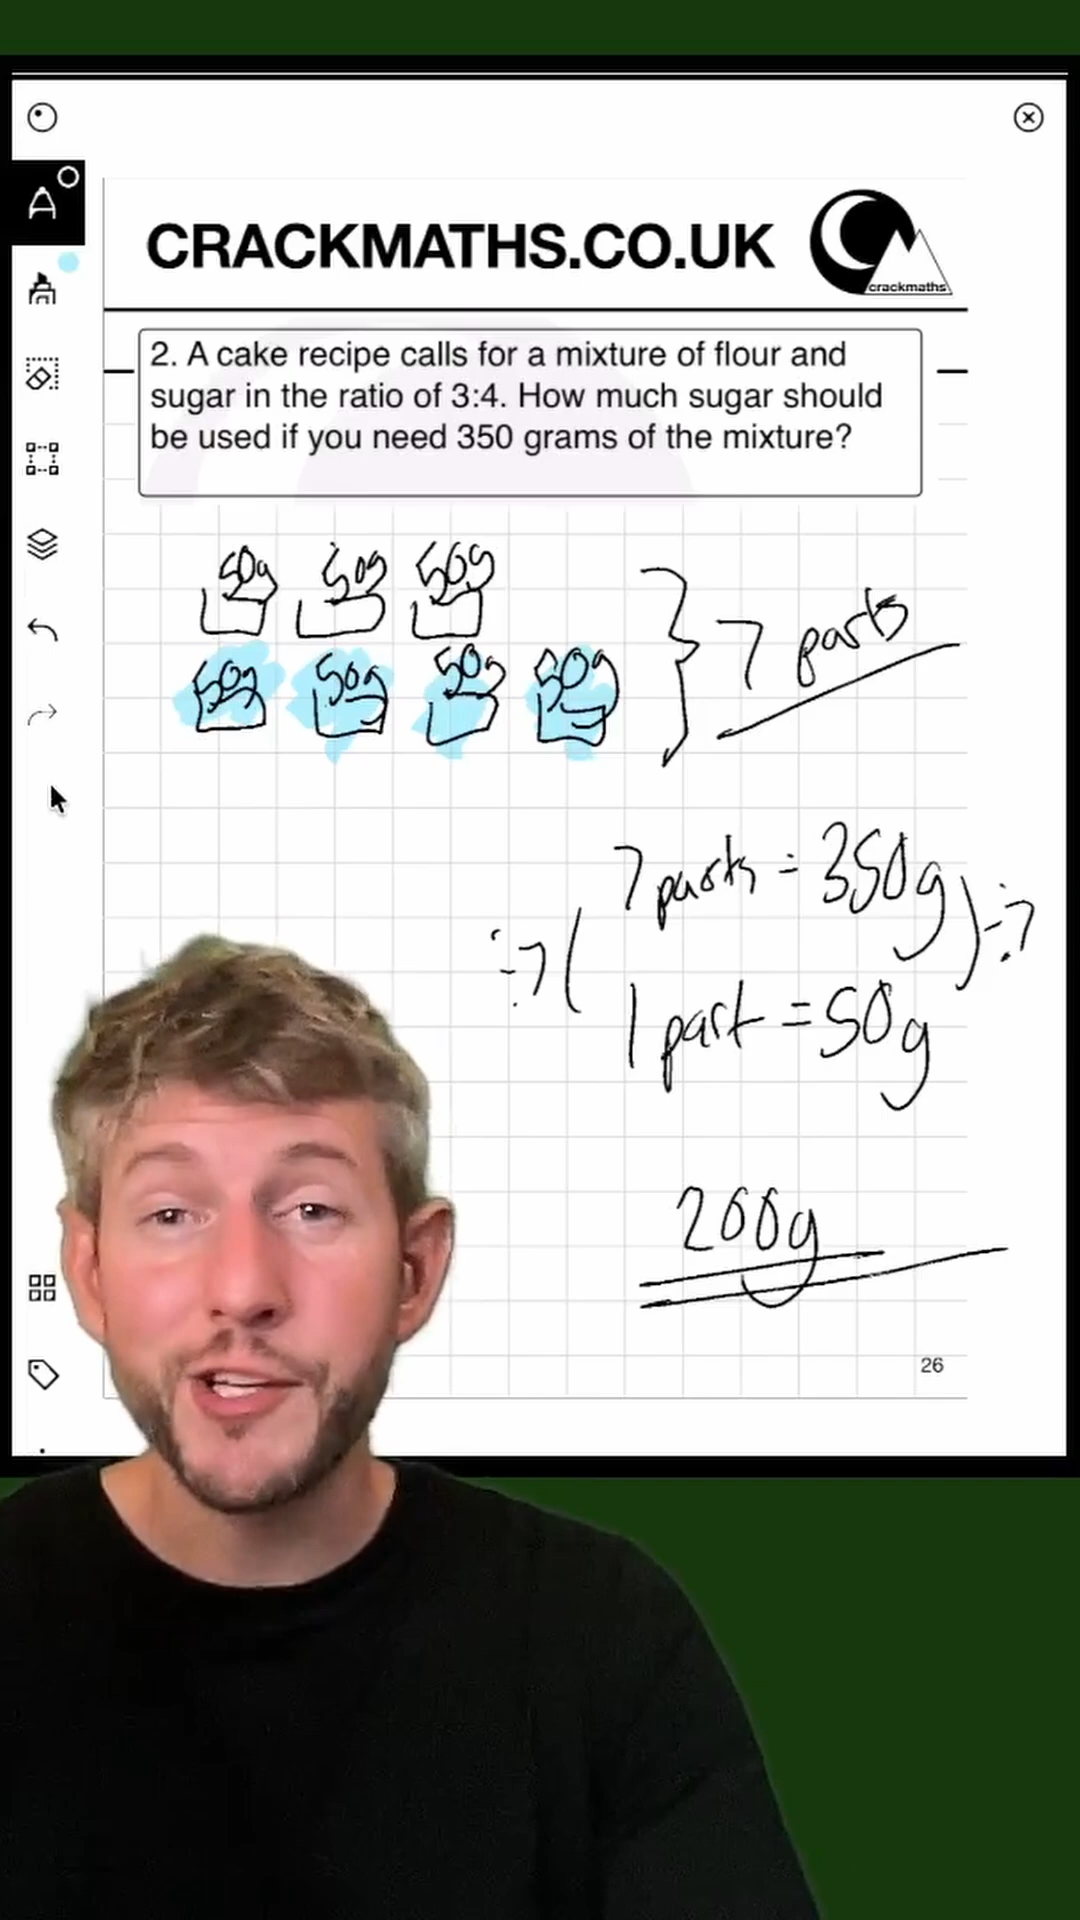 CRACKMATHS.CO.UK
crackmaths
2. A cake recipe calls for a mixture of flour and
sugar in the ratio of 3:4. How much sugar should
be used if you need 350 grams of the mixture?
50g 50g 50g
50g 50g 50g 50g
7 parts
7 parts = 350g
÷7 ÷7
1 part = 50g
200g
26